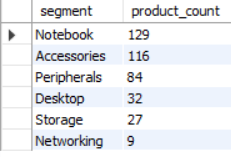 segment product_count
Notebook 129
Accessories 116
Peripherals 84
Desktop 32
Storage 27
Networking 9